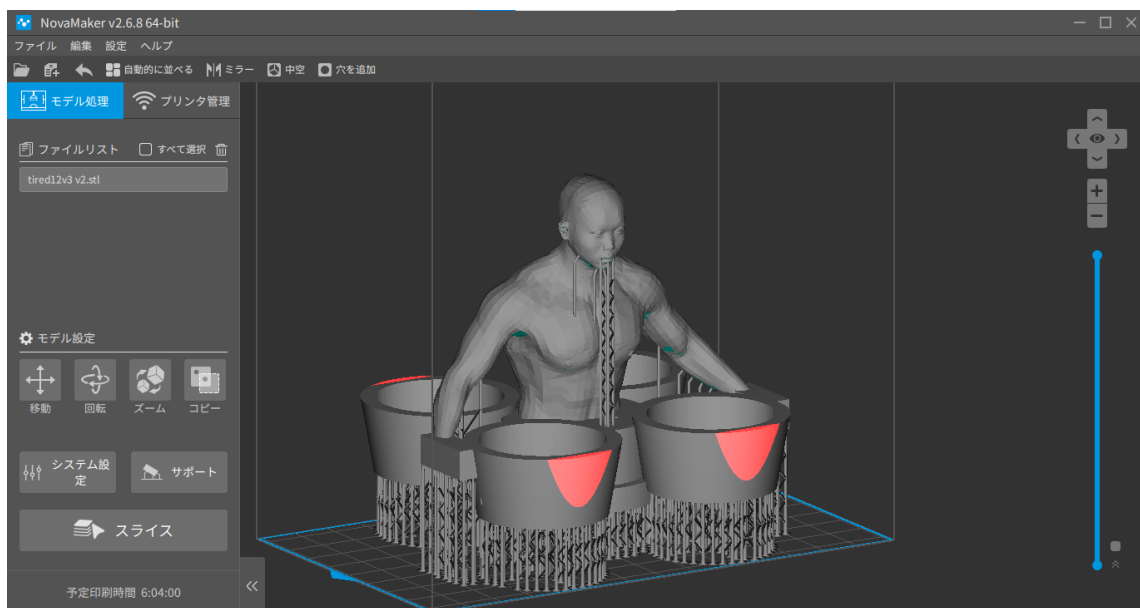 NovaMaker v2.6.8 64-bit
ファイル 編集 設定 ヘルプ
自動的に並べる ミラー 中空 穴を追加
モデル処理 プリンタ管理
ファイルリスト すべて選択
tired12v3 v2.stl
モデル設定
移動 回転 ズーム コピー
システム設
定
サポート
スライス
予定印刷時間 6:04:00